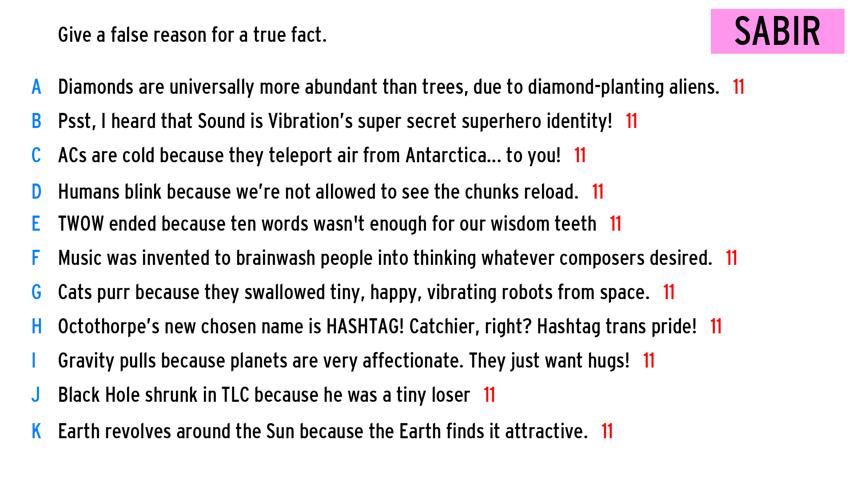 Give a false reason for a true fact.
SABIR
A Diamonds are universally more abundant than trees, due to diamond-planting aliens. 11
B Psst, I heard that Sound is Vibration's super secret superhero identity! 11
C ACs are cold because they teleport air from Antarctica... to you! 11
D Humans blink because we're not allowed to see the chunks reload. 11
E TWOW ended because ten words wasn't enough for our wisdom teeth 11
F Music was invented to brainwash people into thinking whatever composers desired. 11
G Cats purr because they swallowed tiny, happy, vibrating robots from space. 11
H Octothorpe's new chosen name is HASHTAG! Catchier, right? Hashtag trans pride! 11
I Gravity pulls because planets are very affectionate. They just want hugs! 11
J Black Hole shrunk in TLC because he was a tiny loser 11
K Earth revolves around the Sun because the Earth finds it attractive. 11